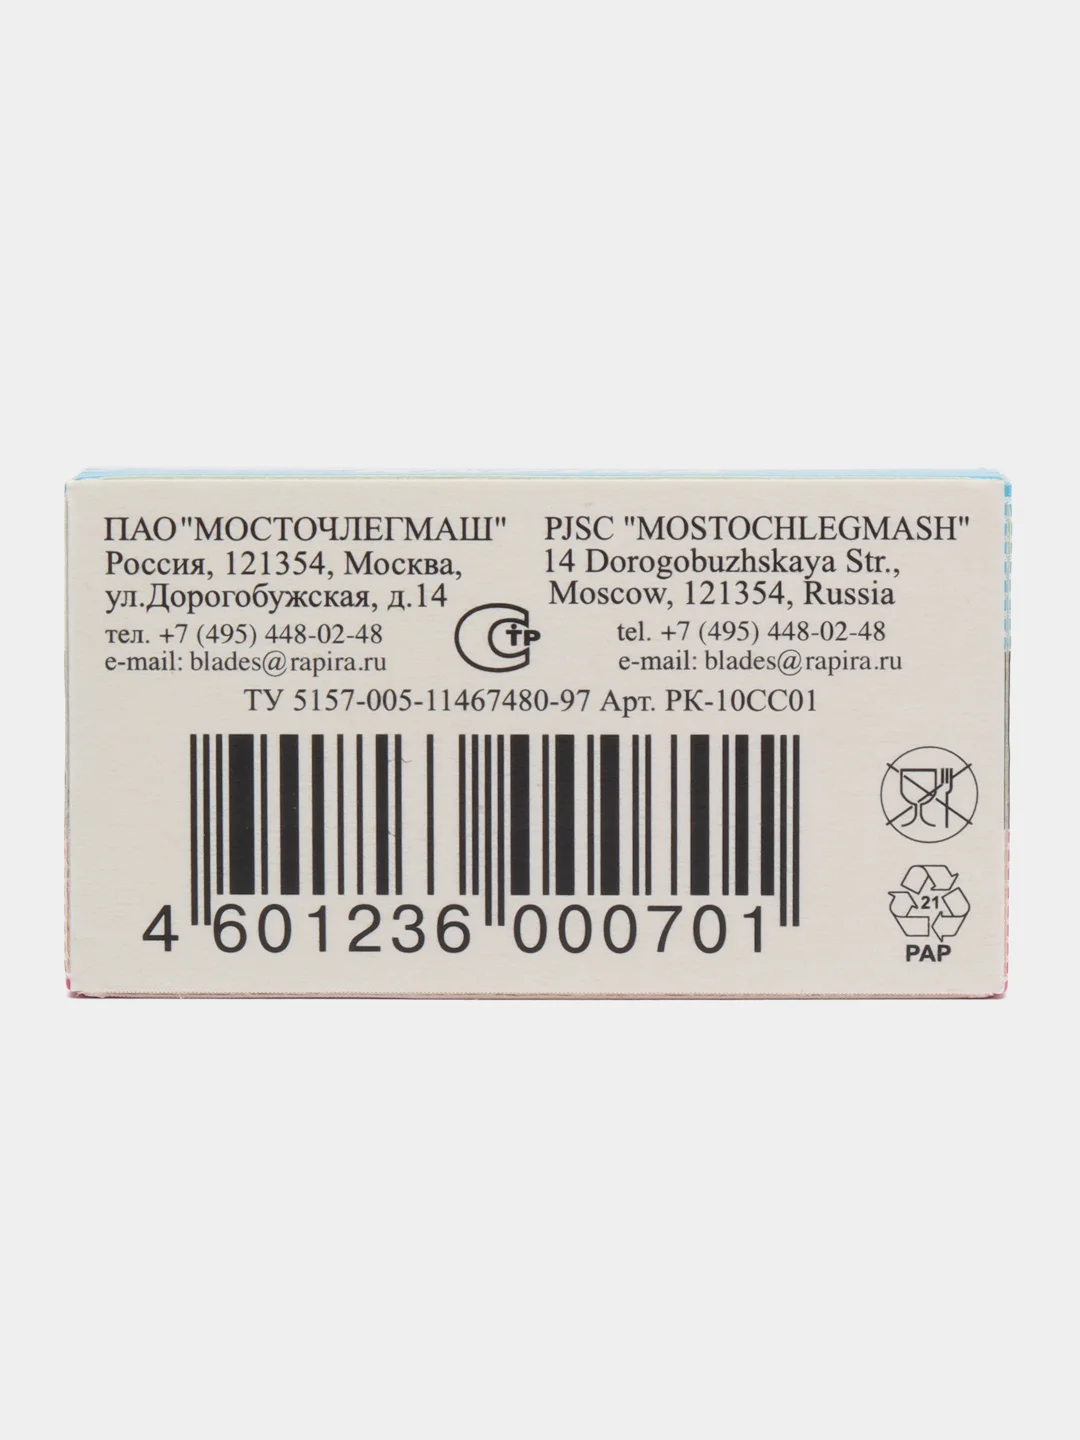 ПАО "МОСТОЧЛЕГМАШ"
Россия, 121354, Москва,
ул.Дорогобужская, д.14
тел. +7 (495) 448-02-48
e-mail: blades@rapira.ru
PJSC "MOSTOCHLEGMASH"
14 Dorogobuzhskaya Str.,
Moscow, 121354, Russia
tel. +7 (495) 448-02-48
e-mail: blades@rapira.ru
СТР
ТУ 5157-005-11467480-97 Арт. РК-10СС01
4 601236 000701
21
PAP